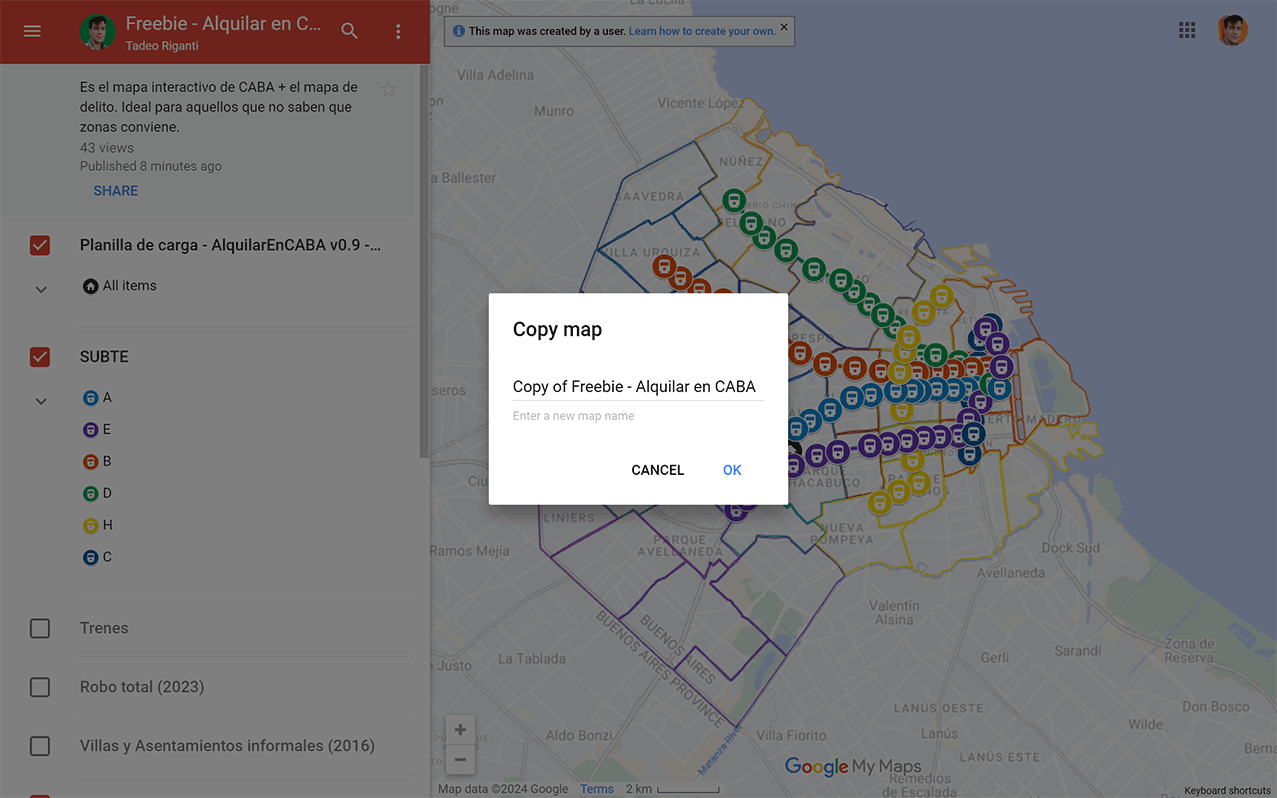 Freebie - Alquilar en C...
Tadeo Riganti
Es el mapa interactivo de CABA + el mapa de
delito. Ideal para aquellos que no saben que
zonas conviene.
43 views
Published 8 minutes ago
SHARE
Planilla de carga - AlquilarEnCABA v0.9 -...
All items
SUBTE
A
E
B
D
H
C
Trenes
Robo total (2023)
Villas y Asentamientos informales (2016)
This map was created by a user. Learn how to create your own.
Villa Adelina
Munro
Vicente López
NÚÑEZ
SAAVEDRA
VILLA URQUIZA
Copy map
Copy of Freebie - Alquilar en CABA
Enter a new map name
CANCEL
OK
LINIERS
Ramos Mejía
PARQUE
AVELLANEDA
NUEVA
POMPEYA
Dock Sud
Avellaneda
Valentín
Alsina
BUENOS AIRES
BUENOS AIRES PROVINCE
La Tablada
Gerli
Sarandí
Zona de
Reserva
LANÚS OESTE
Lanús
Don Bosco
Wilde
LANÚS ESTE
Aldo Bonzi
Villa Fiorito
Matanza River
Remedios
de Escalada
Google My Maps
Map data ©2024 Google
Terms
2 km
Keyboard shortcuts